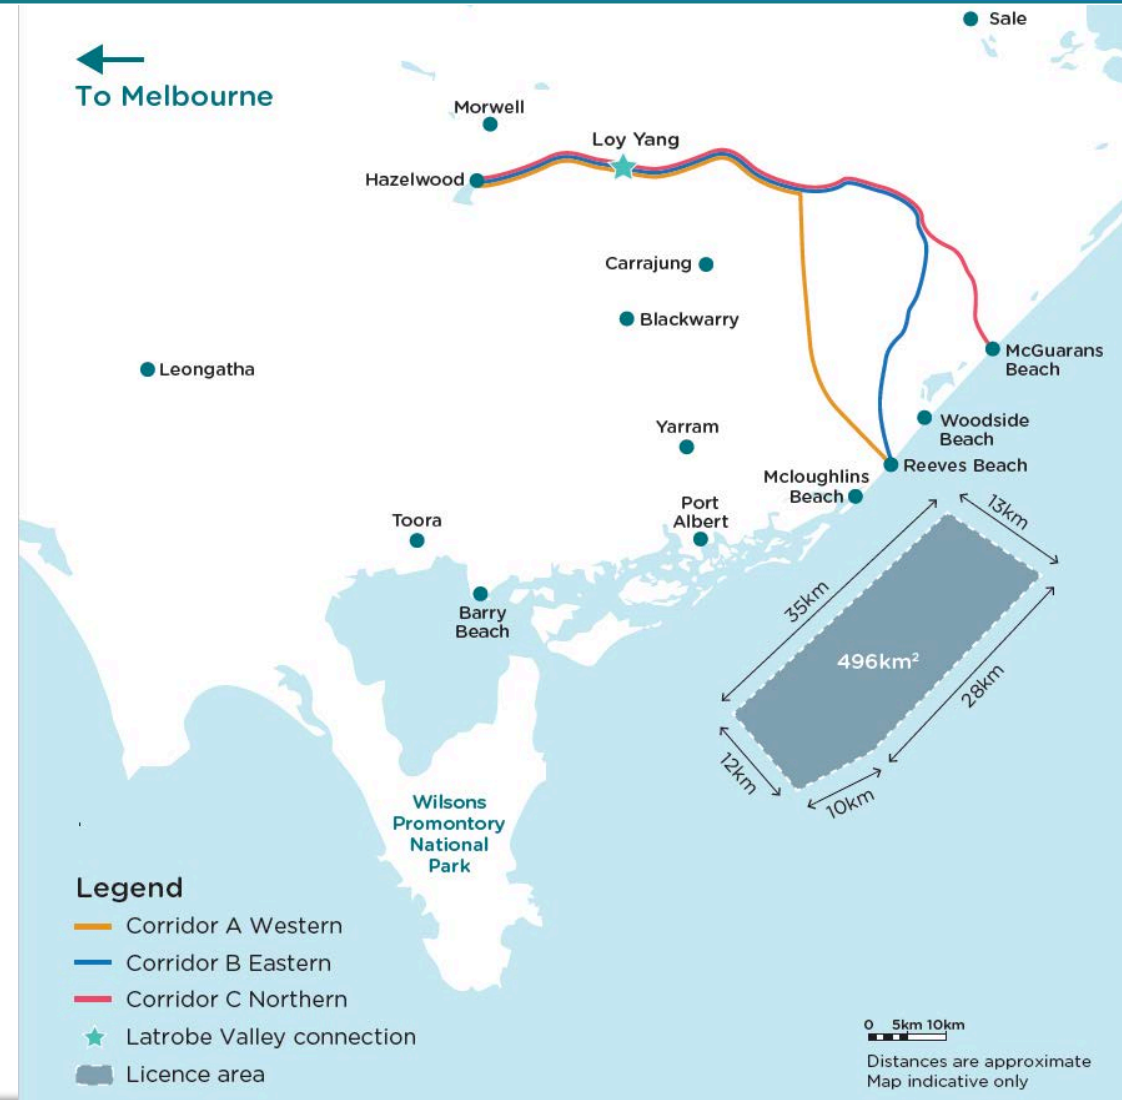 Sale
To Melbourne
Morwell
Loy Yang
Hazelwood
Carrajung
Blackwarry
McGuarans
Beach
Leongatha
Woodside
Beach
Yarram
Reeves Beach
Mcloughlins
Beach
Port
Albert
13km
Toora
35km
Barry
Beach
496km²
28km
12km
10km
Wilsons
Promontory
National
Park
Legend
Corridor A Western
Corridor B Eastern
Corridor C Northern
Latrobe Valley connection
Licence area
0 5km 10km
Distances are approximate
Map indicative only